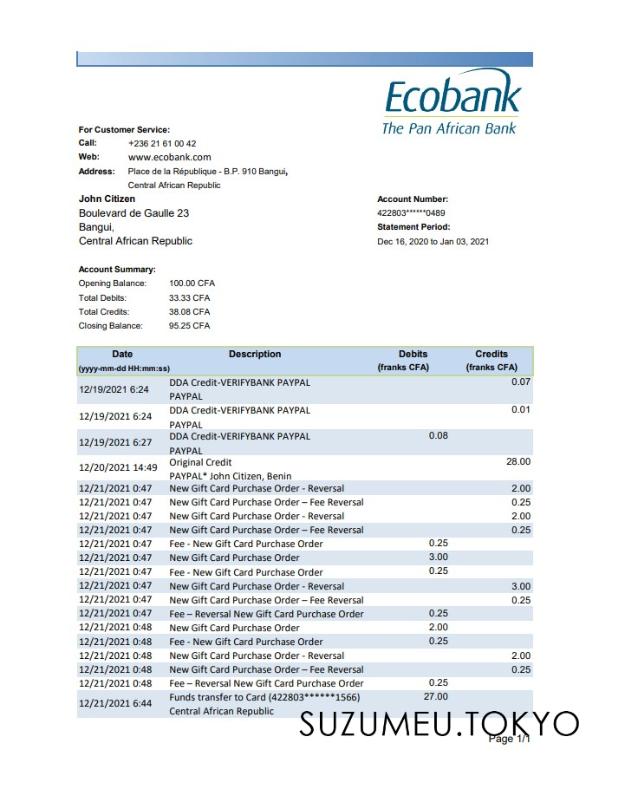 Ecobank
The Pan African Bank
For Customer Service:
Call: +236 21 61 00 42
Web: www.ecobank.com
Address: Place de la République - B.P. 910 Bangui,
Central African Republic
John Citizen
Boulevard de Gaulle 23
Bangui,
Central African Republic
Account Number:
422803******0489
Statement Period:
Dec 16, 2020 to Jan 03, 2021
Account Summary:
Opening Balance: 100.00 CFA
Total Debits: 33.33 CFA
Total Credits: 38.08 CFA
Closing Balance: 95.25 CFA
Date Description Debits Credits
(yyyy-mm-dd HH:mm:ss) (franks CFA) (franks CFA)
12/19/2021 6:24 DDA Credit-VERIFYBANK PAYPAL 0.07
PAYPAL
12/19/2021 6:24 DDA Credit-VERIFYBANK PAYPAL 0.01
PAYPAL
12/19/2021 6:27 DDA Credit-VERIFYBANK PAYPAL 0.08
PAYPAL
12/20/2021 14:49 Original Credit 28.00
PAYPAL* John Citizen, Benin
12/21/2021 0:47 New Gift Card Purchase Order - Reversal 2.00
12/21/2021 0:47 New Gift Card Purchase Order – Fee Reversal 0.25
12/21/2021 0:47 New Gift Card Purchase Order - Reversal 2.00
12/21/2021 0:47 New Gift Card Purchase Order – Fee Reversal 0.25
12/21/2021 0:47 Fee - New Gift Card Purchase Order 0.25
12/21/2021 0:47 New Gift Card Purchase Order 3.00
12/21/2021 0:47 Fee - New Gift Card Purchase Order 0.25
12/21/2021 0:47 New Gift Card Purchase Order - Reversal 3.00
12/21/2021 0:47 New Gift Card Purchase Order – Fee Reversal 0.25
12/21/2021 0:47 Fee – Reversal New Gift Card Purchase Order 0.25
12/21/2021 0:48 New Gift Card Purchase Order 2.00
12/21/2021 0:48 Fee - New Gift Card Purchase Order 0.25
12/21/2021 0:48 New Gift Card Purchase Order - Reversal 2.00
12/21/2021 0:48 New Gift Card Purchase Order – Fee Reversal 0.25
12/21/2021 0:48 Fee – Reversal New Gift Card Purchase Order 0.25
12/21/2021 6:44 Funds transfer to Card (422803******1566) 27.00
Central African Republic
SUZUMEU.TOKYO
Page 1/1